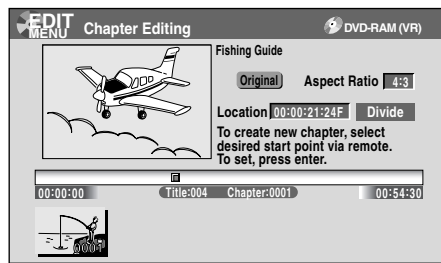 EDIT
MENU
Chapter Editing
DVD-RAM (VR)
Fishing Guide
Original
Aspect Ratio 4:3
Location 00:00:21:24F Divide
To create new chapter, select
desired start point via remote.
To set, press enter.
00:00:00 Title:004 Chapter:0001 00:54:30
0001